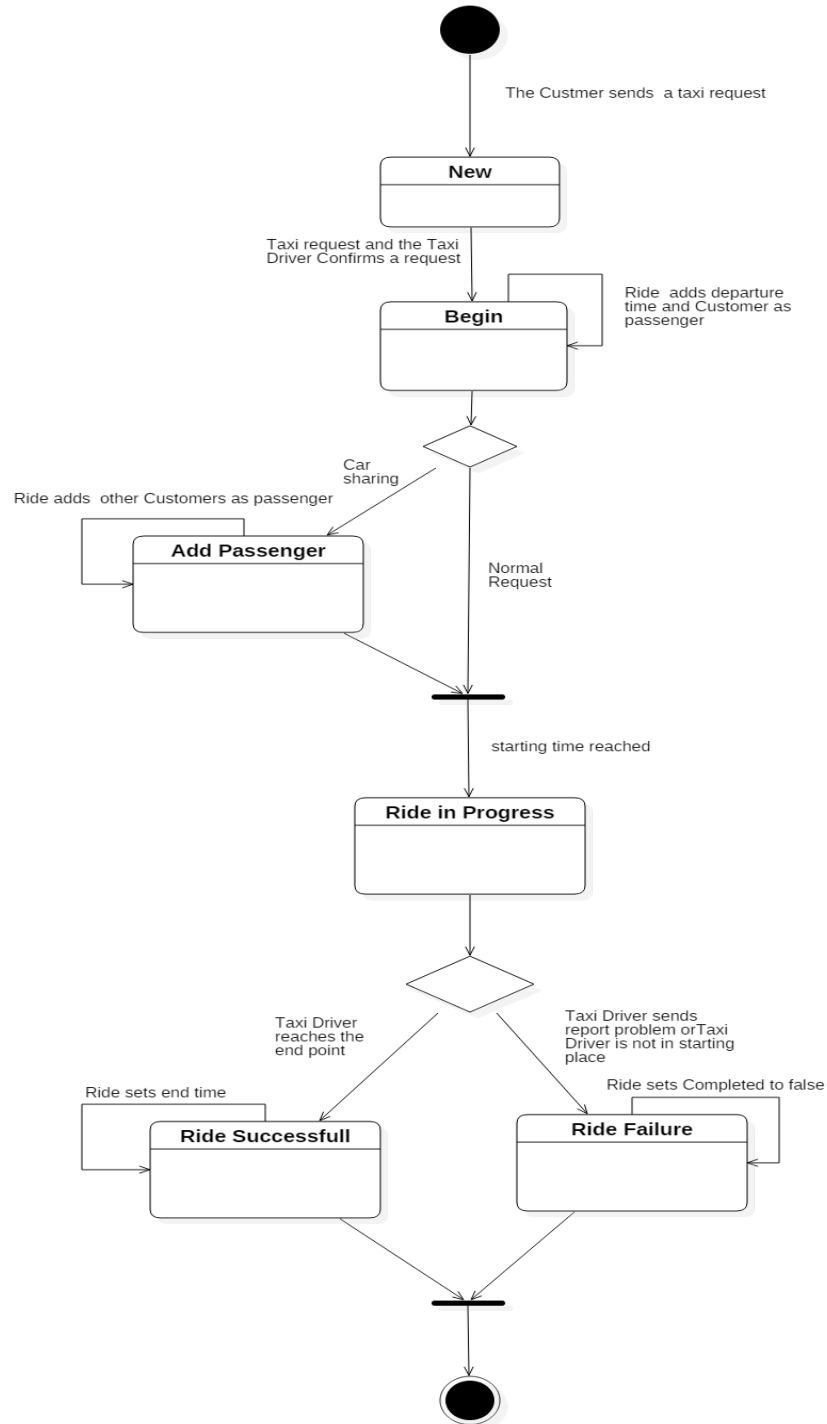 The Custmer sends  a taxi request
New
Taxi request and the Taxi
Driver Confirms a request
Ride  adds departure
time and Customer as
passenger
Begin
Car
sharing
Ride adds  other Customers as passenger
Add Passenger
Normal
Request
starting time reached
Ride in Progress
Taxi Driver
reaches the
end point
Taxi Driver sends
report problem orTaxi
Driver is not in starting
place
Ride sets end time
Ride sets Completed to false
Ride Successfull
Ride Failure